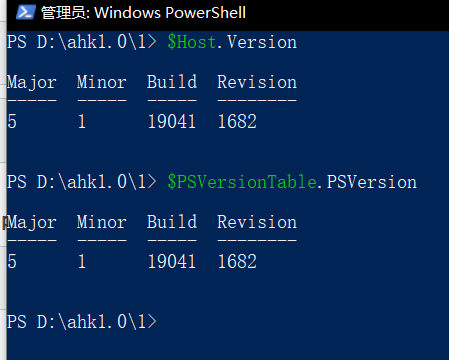 管理员: Windows PowerShell
PS D:\ahk1.0\1> $Host.Version
Major  Minor  Build  Revision
-----  -----  -----  --------
5      1      19041  1682
PS D:\ahk1.0\1> $PSVersionTable.PSVersion
Major  Minor  Build  Revision
-----  -----  -----  --------
5      1      19041  1682
PS D:\ahk1.0\1>